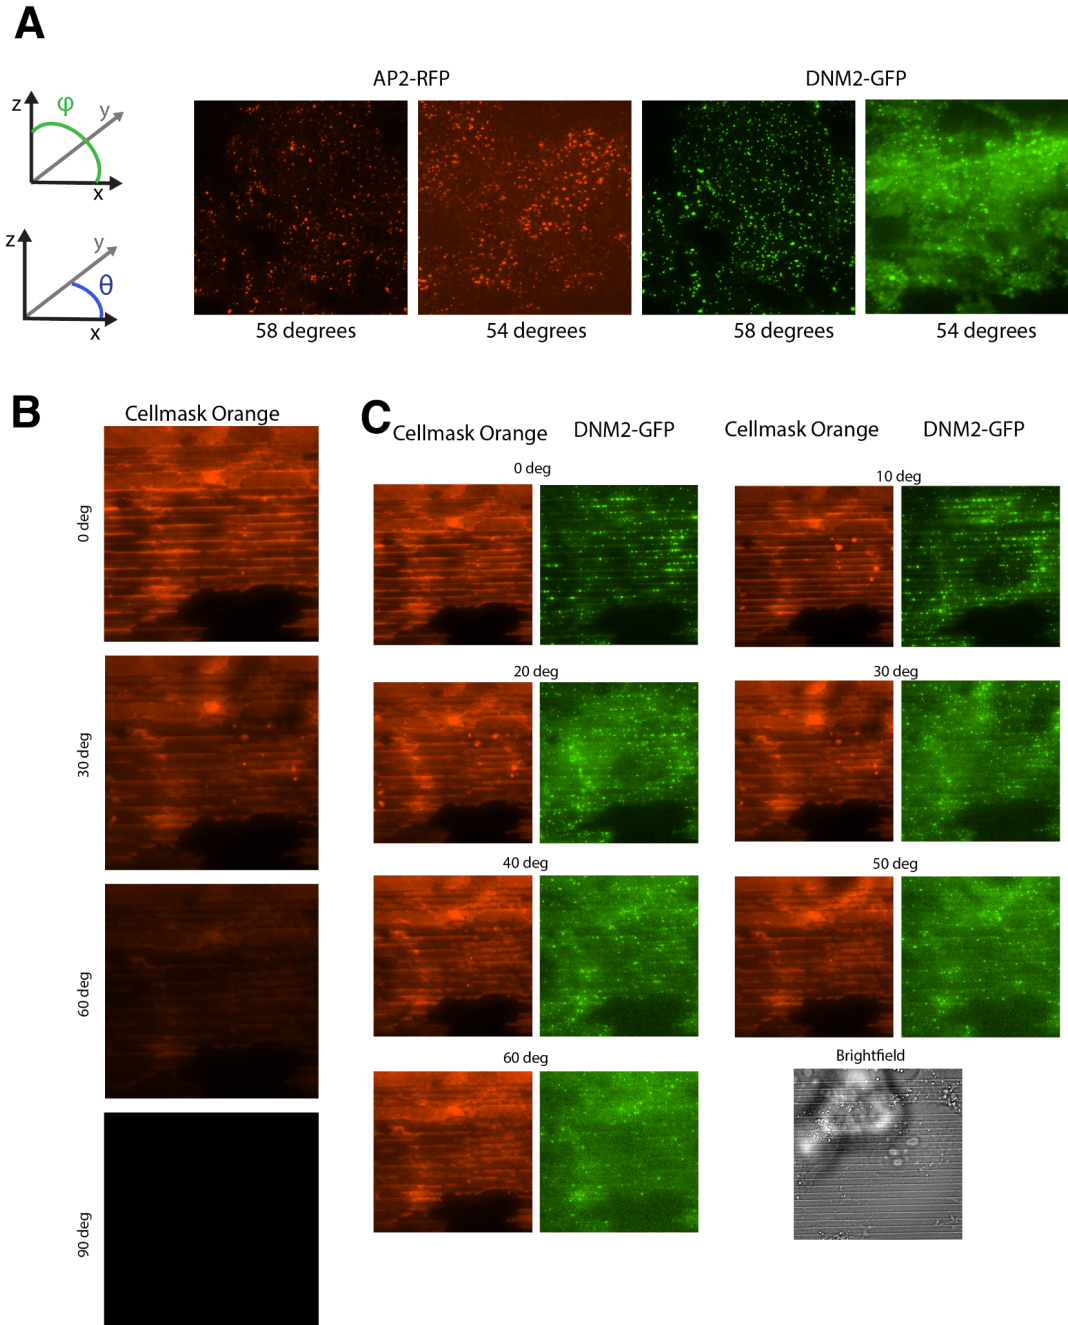 A
AP2-RFP
DNM2-GFP
z
φ
y
x
z
y
θ
x
58 degrees
54 degrees
58 degrees
54 degrees
B
Cellmask Orange
0 deg
30 deg
60 deg
90 deg
C
Cellmask Orange
DNM2-GFP
Cellmask Orange
DNM2-GFP
0 deg
10 deg
20 deg
30 deg
40 deg
50 deg
60 deg
Brightfield